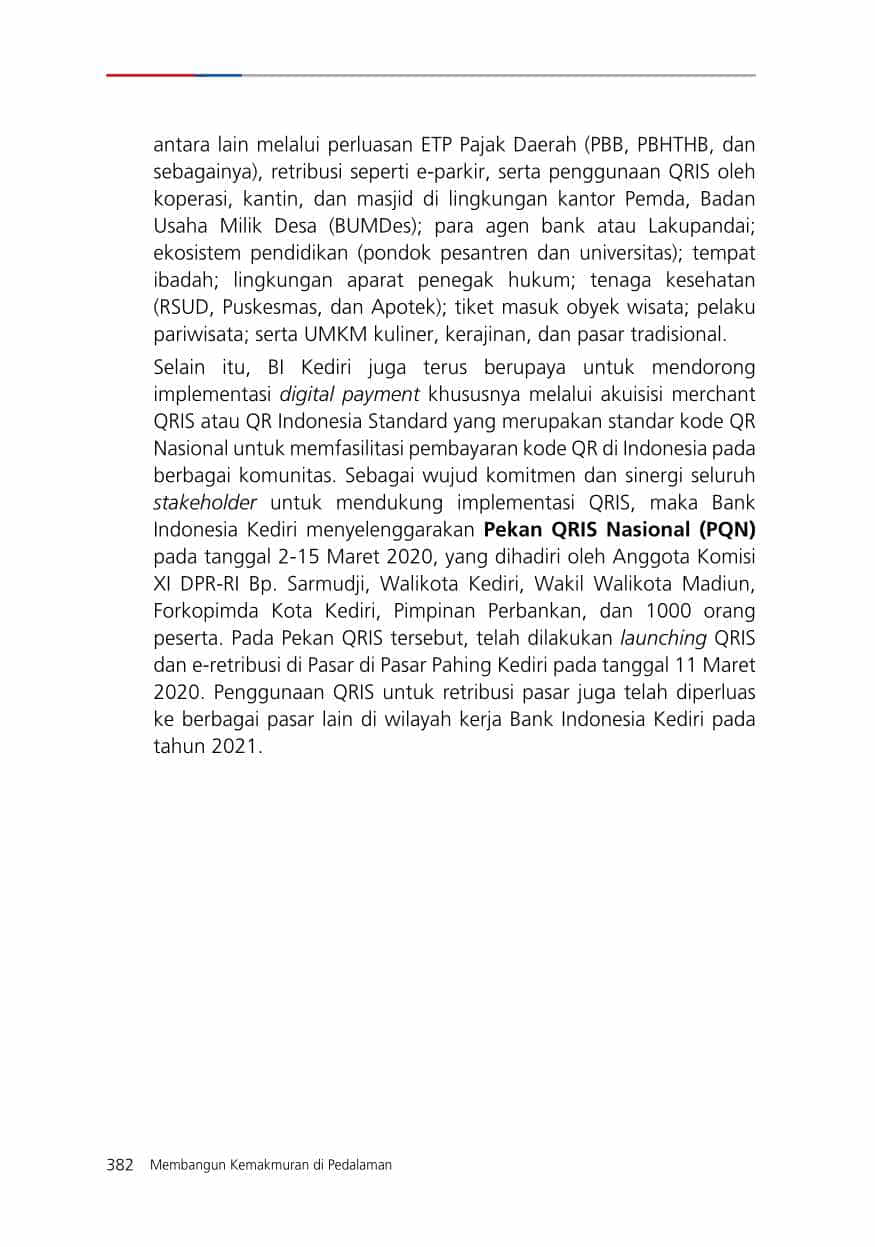 antara lain melalui perluasan ETP Pajak Daerah (PBB, PBHTHB, dan
sebagainya), retribusi seperti e-parkir, serta penggunaan QRIS oleh
koperasi, kantin, dan masjid di lingkungan kantor Pemda, Badan
Usaha Milik Desa (BUMDes); para agen bank atau Lakupandai;
ekosistem pendidikan (pondok pesantren dan universitas); tempat
ibadah; lingkungan aparat penegak hukum; tenaga kesehatan
(RSUD, Puskesmas, dan Apotek); tiket masuk obyek wisata; pelaku
pariwisata; serta UMKM kuliner, kerajinan, dan pasar tradisional.
Selain itu, BI Kediri juga terus berupaya untuk mendorong
implementasi digital payment khususnya melalui akuisisi merchant
QRIS atau QR Indonesia Standard yang merupakan standar kode QR
Nasional untuk memfasilitasi pembayaran kode QR di Indonesia pada
berbagai komunitas. Sebagai wujud komitmen dan sinergi seluruh
stakeholder untuk mendukung implementasi QRIS, maka Bank
Indonesia Kediri menyelenggarakan Pekan QRIS Nasional (PQN)
pada tanggal 2-15 Maret 2020, yang dihadiri oleh Anggota Komisi
XI DPR-RI Bp. Sarmudji, Walikota Kediri, Wakil Walikota Madiun,
Forkopimda Kota Kediri, Pimpinan Perbankan, dan 1000 orang
peserta. Pada Pekan QRIS tersebut, telah dilakukan launching QRIS
dan e-retribusi di Pasar di Pasar Pahing Kediri pada tanggal 11 Maret
2020. Penggunaan QRIS untuk retribusi pasar juga telah diperluas
ke berbagai pasar lain di wilayah kerja Bank Indonesia Kediri pada
tahun 2021.
382 Membangun Kemakmuran di Pedalaman